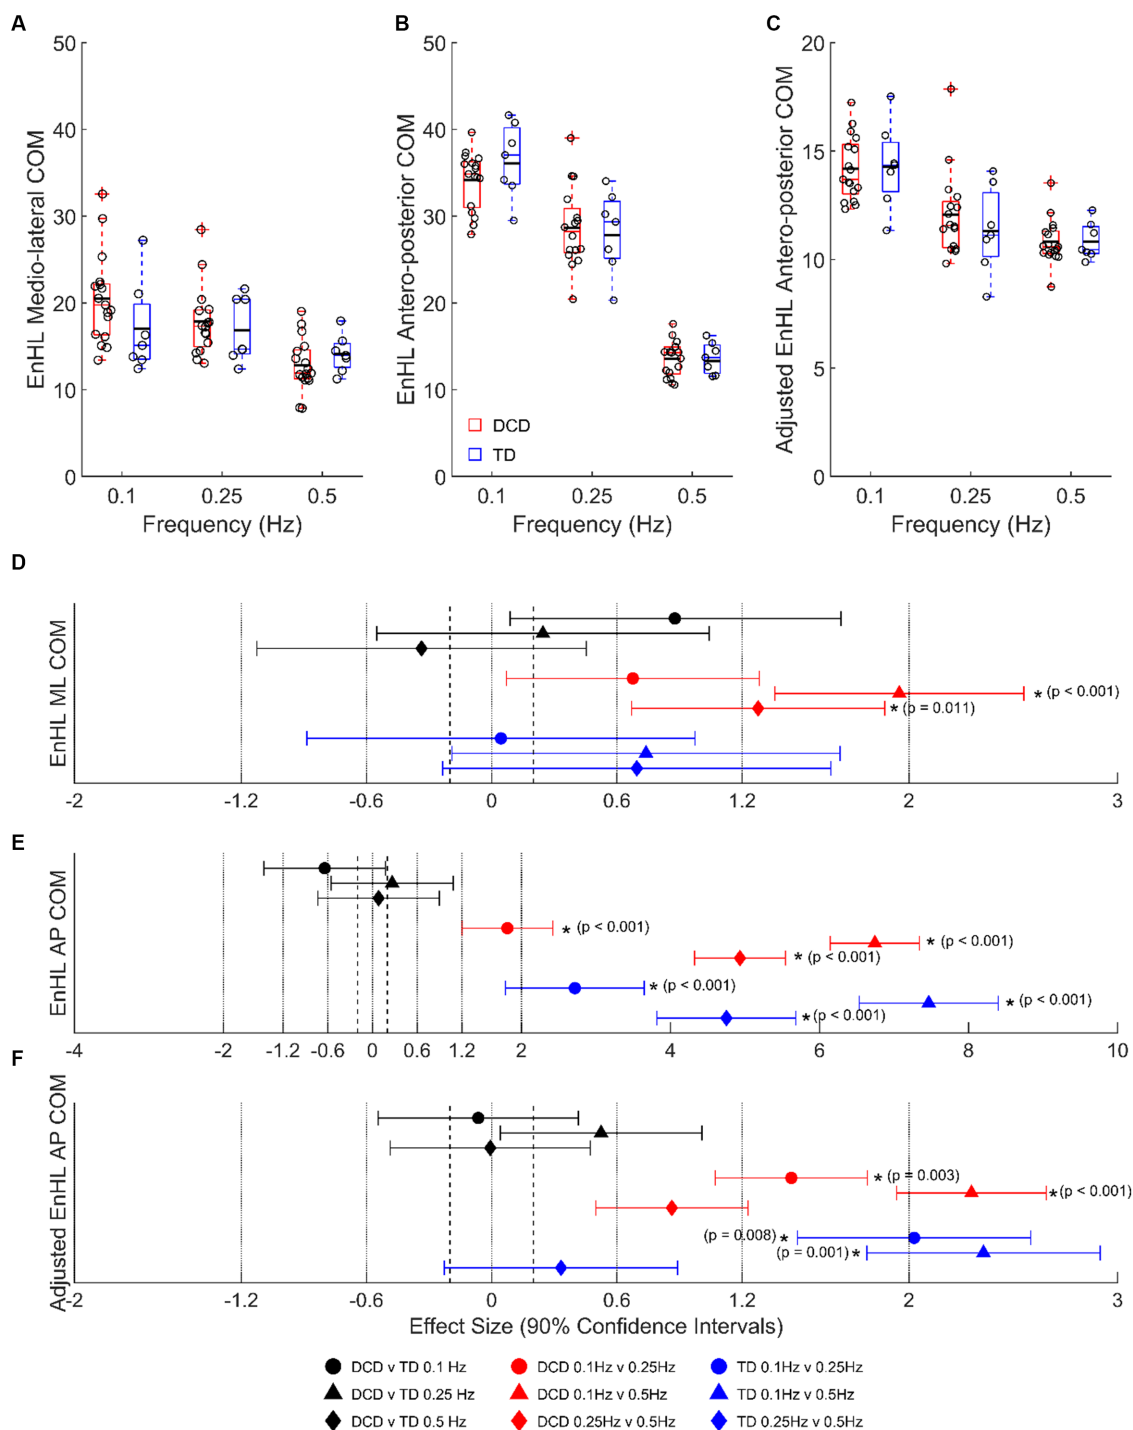 A
B
C
50
40
30
20
10
0
EnHL Medio-lateral COM
0.1
0.25
0.5
Frequency (Hz)
50
40
30
20
10
0
EnHL Antero-posterior COM
DCD
TD
0.1
0.25
0.5
Frequency (Hz)
20
15
10
5
0
Adjusted EnHL Antero-posterior COM
0.1
0.25
0.5
Frequency (Hz)
D
EnHL ML COM
* (p < 0.001)
* (p = 0.011)
-2 -1.2 -0.6 0 0.6 1.2 2 3
E
EnHL AP COM
* (p < 0.001)
* (p < 0.001)
* (p < 0.001)
* (p < 0.001)
* (p < 0.001)
* (p < 0.001)
-4 -2 -1.2 -0.6 0 0.6 1.2 2 4 6 8 10
F
Adjusted EnHL AP COM
* (p = 0.003)
* (p < 0.001)
(p = 0.008) *
(p = 0.001) *
-2 -1.2 -0.6 0 0.6 1.2 2 3
Effect Size (90% Confidence Intervals)
DCD v TD 0.1 Hz
DCD v TD 0.25 Hz
DCD v TD 0.5 Hz
DCD 0.1Hz v 0.25Hz
DCD 0.1Hz v 0.5Hz
DCD 0.25Hz v 0.5Hz
TD 0.1Hz v 0.25Hz
TD 0.1Hz v 0.5Hz
TD 0.25Hz v 0.5Hz